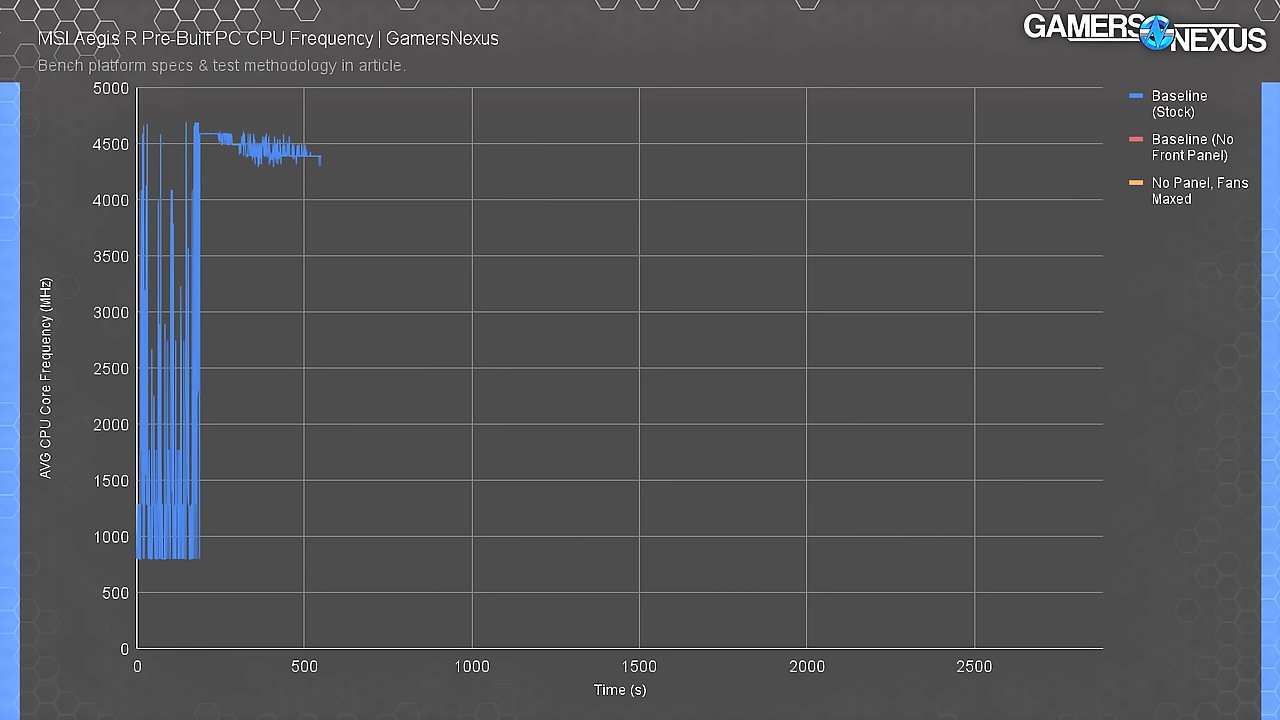 MSI Aegis R Pre-Built PC CPU Frequency | GamersNexus
GAMERS
NEXUS
Bench platform specs & test methodology in article.
5000
4500
4000
3500
3000
2500
2000
1500
1000
500
0
AVG CPU Core Frequency (MHz)
0
500
1000
1500
2000
2500
Time (s)
Baseline
(Stock)
Baseline (No
Front Panel)
No Panel, Fans
Maxed